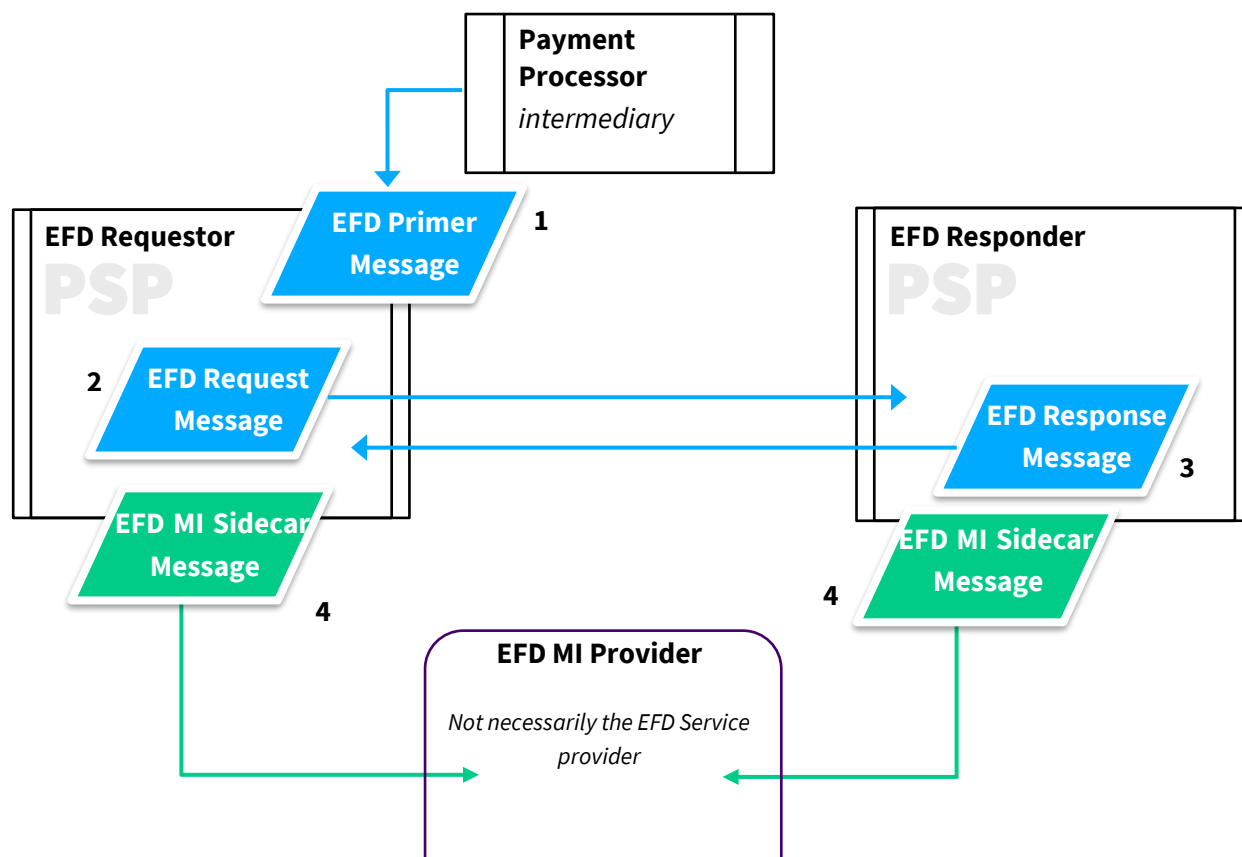 Payment
Processor
intermediary
EFD Primer
Message
1
EFD Requestor
PSP
EFD Responder
PSP
2
EFD Request
Message
EFD Response
Message
3
EFD MI Sidecar
Message
4
EFD MI Sidecar
Message
4
EFD MI Provider
Not necessarily the EFD Service
provider